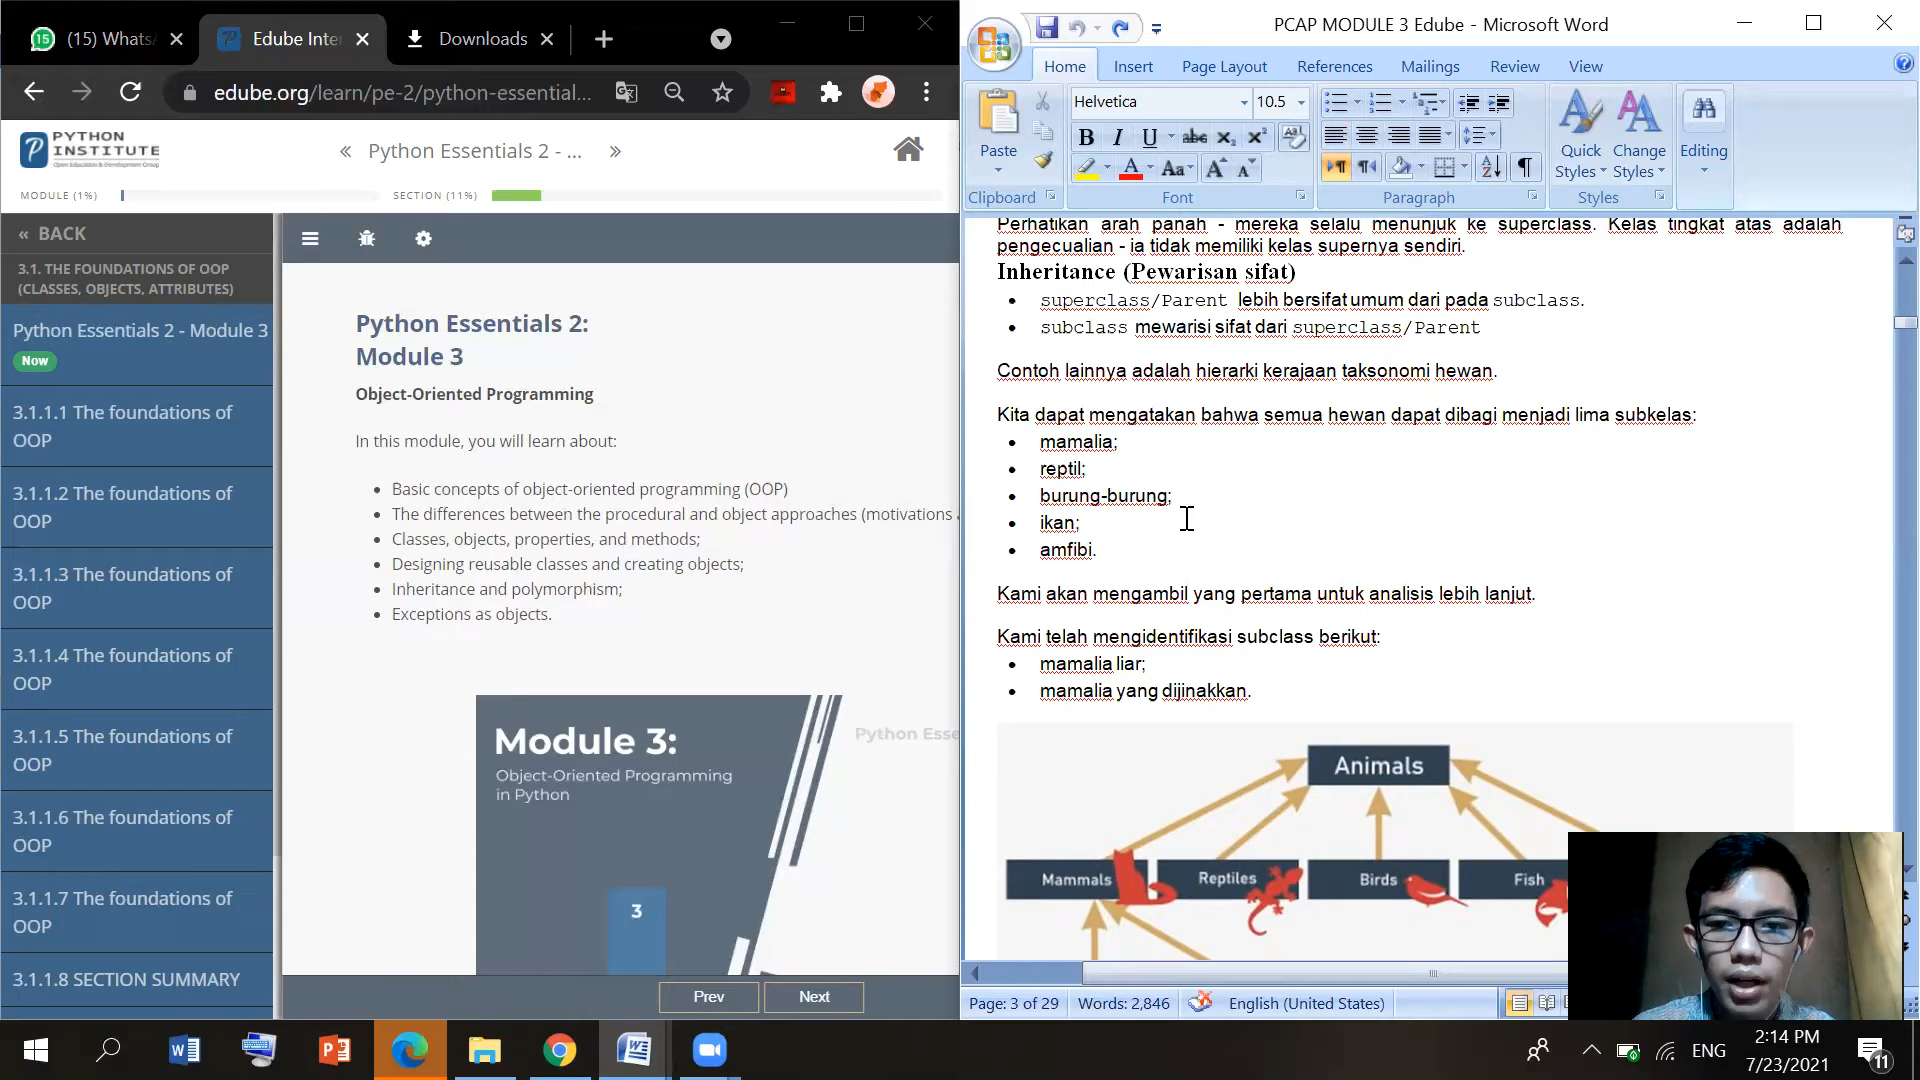 (15) WhatsA
Edube Inte
Downloads
edube.org/learn/pe-2/python-essential...
PYTHON
INSTITUTE
Open Education & Development Group
« Python Essentials 2 - ... »
MODULE (1%)
SECTION (11%)
« BACK
3.1. THE FOUNDATIONS OF OOP
(CLASSES, OBJECTS, ATTRIBUTES)
Python Essentials 2 - Module 3
Now
3.1.1.1 The foundations of
OOP
3.1.1.2 The foundations of
OOP
3.1.1.3 The foundations of
OOP
3.1.1.4 The foundations of
OOP
3.1.1.5 The foundations of
OOP
3.1.1.6 The foundations of
OOP
3.1.1.7 The foundations of
OOP
3.1.1.8 SECTION SUMMARY
Python Essentials 2:
Module 3
Object-Oriented Programming
In this module, you will learn about:
• Basic concepts of object-oriented programming (OOP)
• The differences between the procedural and object approaches (motivations
• Classes, objects, properties, and methods;
• Designing reusable classes and creating objects;
• Inheritance and polymorphism;
• Exceptions as objects.
Module 3:
Object-Oriented Programming
in Python
3
Python Esse
Prev
Next
PCAP MODULE 3 Edube - Microsoft Word
Home Insert Page Layout References Mailings Review View
Helvetica 10.5
Paste
Quick
Styles
Change
Styles
Editing
Clipboard Font Paragraph Styles
Perhatikan arah panah - mereka selalu menunjuk ke superclass. Kelas tingkat atas adalah
pengecualian - ia tidak memiliki kelas supernya sendiri.
Inheritance (Pewarisan sifat)
• superclass/Parent lebih bersifat umum dari pada subclass.
• subclass mewarisi sifat dari superclass/Parent
Contoh lainnya adalah hierarki kerajaan taksonomi hewan.
Kita dapat mengatakan bahwa semua hewan dapat dibagi menjadi lima subkelas:
• mamalia;
• reptil;
• burung-burung;
• ikan;
• amfibi.
Kami akan mengambil yang pertama untuk analisis lebih lanjut.
Kami telah mengidentifikasi subclass berikut:
• mamalia liar;
• mamalia yang dijinakkan.
Animals
Mammals Reptiles Birds Fish
Page: 3 of 29 Words: 2,846 English (United States)
ENG
2:14 PM
7/23/2021
11